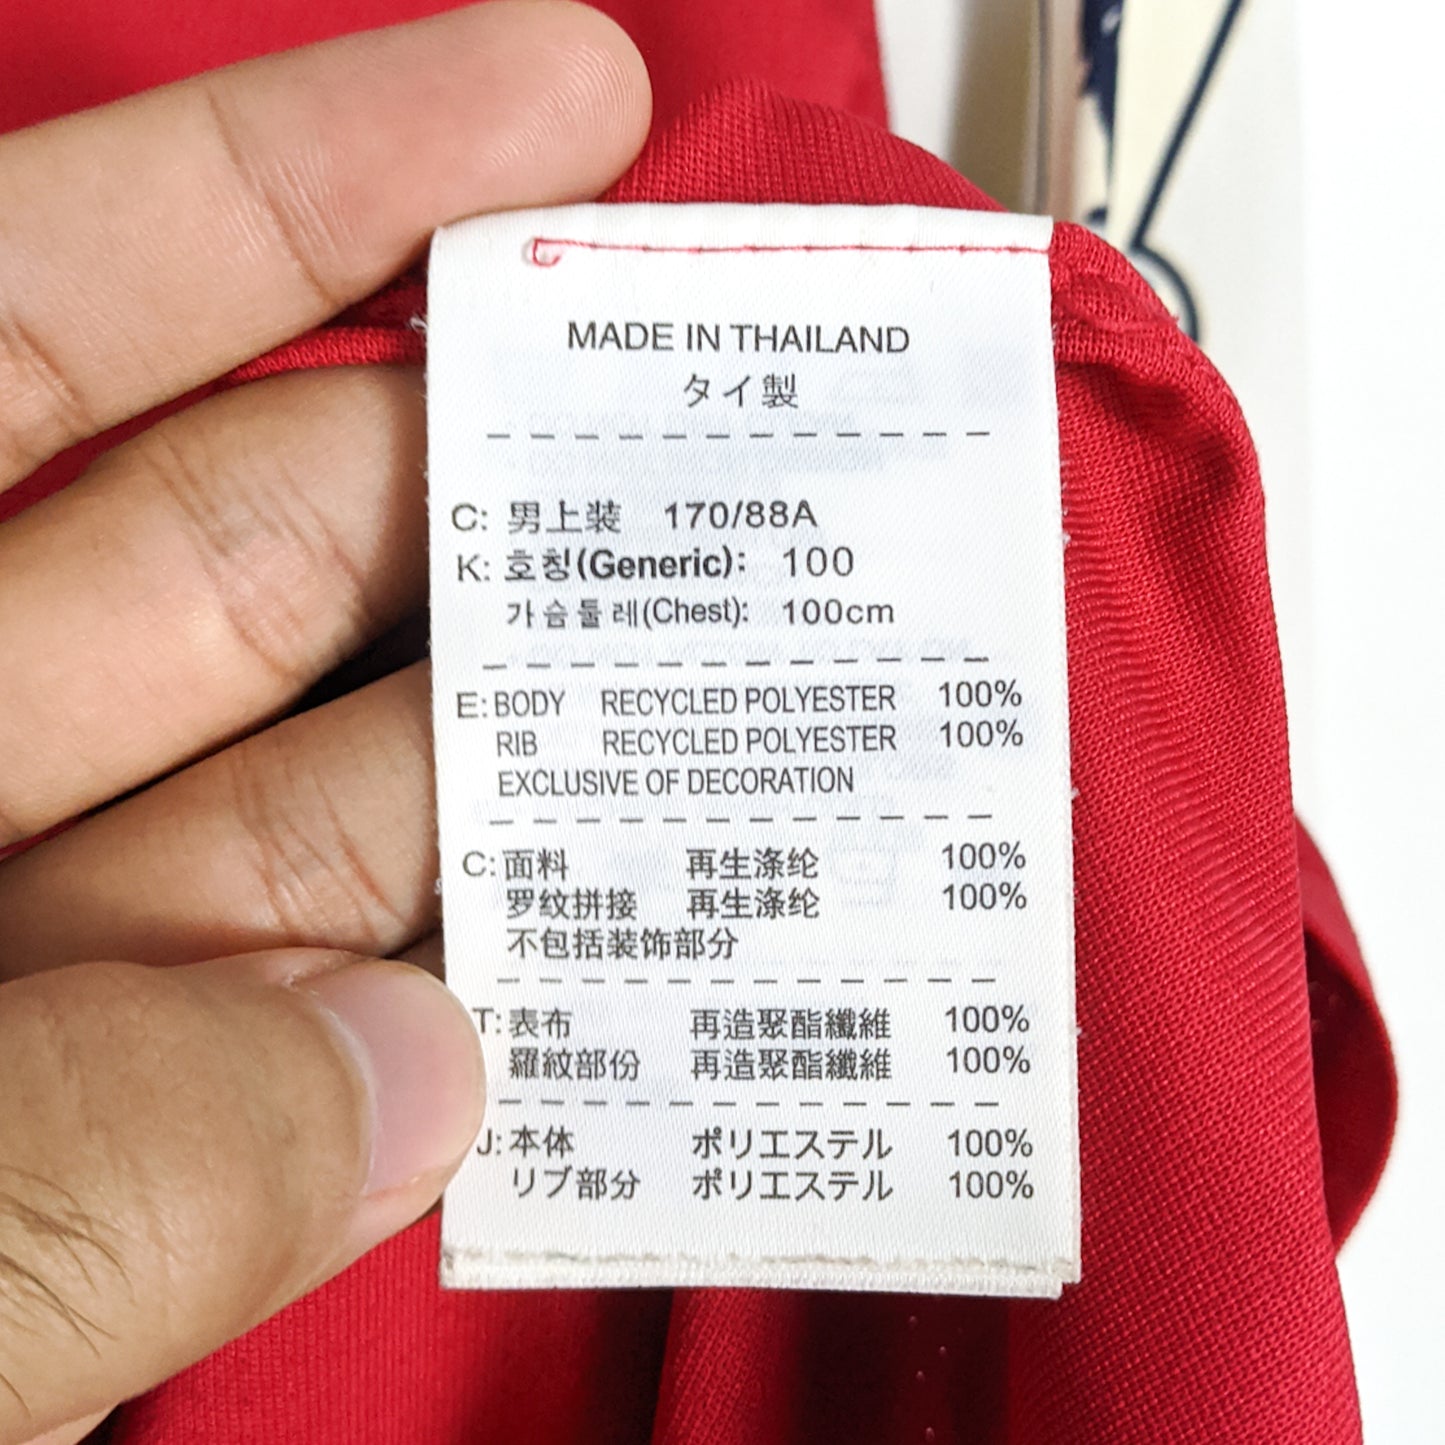 MADE IN THAILAND
タイ製
C: 男上装 170/88A
K: 호칭(Generic): 100
가슴둘레(Chest): 100cm
E: BODY RECYCLED POLYESTER 100%
RIB RECYCLED POLYESTER 100%
EXCLUSIVE OF DECORATION
C: 面料 再生涤纶 100%
罗纹拼接 再生涤纶 100%
不包括装饰部分
T: 表布 再造聚酯纖維 100%
羅紋部份 再造聚酯纖維 100%
J: 本体 ポリエステル 100%
リブ部分 ポリエステル 100%